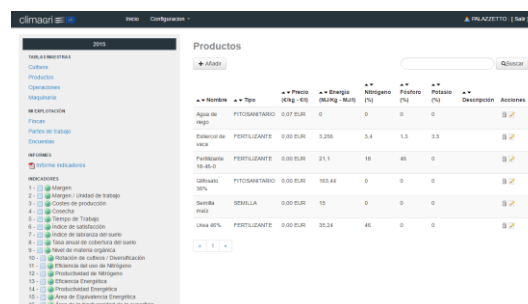 climagri
Inicio
Configuración
PALAZZETTO
[ Salir
2015
TABLAS MAESTRAS
Cultivos
Productos
Operaciones
Maquinaria
MI EXPLOTACIÓN
Fincas
Partes de trabajo
Encuestas
INFORMES
Informe indicadores
INDICADORES
1 - Margen
2 - Margen / Unidad de trabajo
3 - Costes de producción
4 - Cosecha
5 - Tiempo de Trabajo
6 - Índice de satisfacción
7 - Índice de labranza del suelo
8 - Tasa anual de cobertura del suelo
9 - Nivel de materia orgánica
10 - Rotación de cultivos / Diversificación
11 - Eficiencia del uso de Nitrógeno
12 - Productividad de Nitrógeno
13 - Eficiencia Energética
14 - Productividad Energética
15 - Área de Equivalencia Energética
Productos
+ Añadir
Buscar
Nombre Tipo Precio (€/kg - €/l) Energía (MJ/Kg - MJ/l) Nitrógeno (%) Fósforo (%) Potasio (%) Descripción Acciones
Agua de riego FITOSANITARIO 0,07 EUR 0 0 0 0
Estiercol de vaca FERTILIZANTE 0,00 EUR 3,4 1,3 3,5
Fertilizante 18-46-0 FERTILIZANTE 0,00 EUR 21,1 18 46 0
Glifosato 36% FITOSANITARIO 0,00 EUR 163,44 0 0 0
Semilla SEMILLA 0,00 EUR 15 0 0 0
Urea 46% FERTILIZANTE 0,00 EUR 35,24 46 0 0
« 1 »